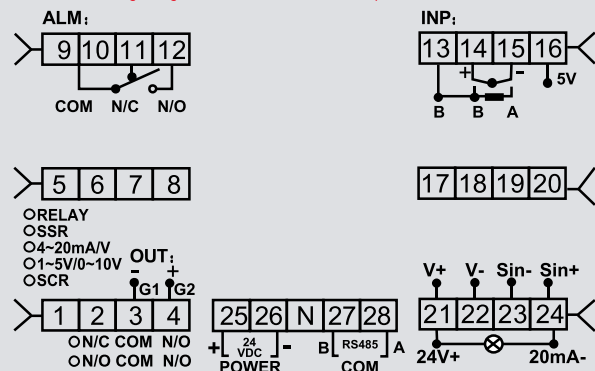 ALM:
9 10 11 12
COM N/C N/O
INP:
13 14 15 16
+ -
5V
B B A
5 6 7 8
17 18 19 20
RELAY
SSR
4~20mA/V
1~5V/0~10V
SCR
OUT:
- +
G1 G2
1 2 3 4
N/C COM N/O
N/O COM N/O
25 26 N 27 28
+ 24 VDC -
POWER
B RS485 A
COM
V+ V- Sin- Sin+
21 22 23 24
24V+ 20mA-